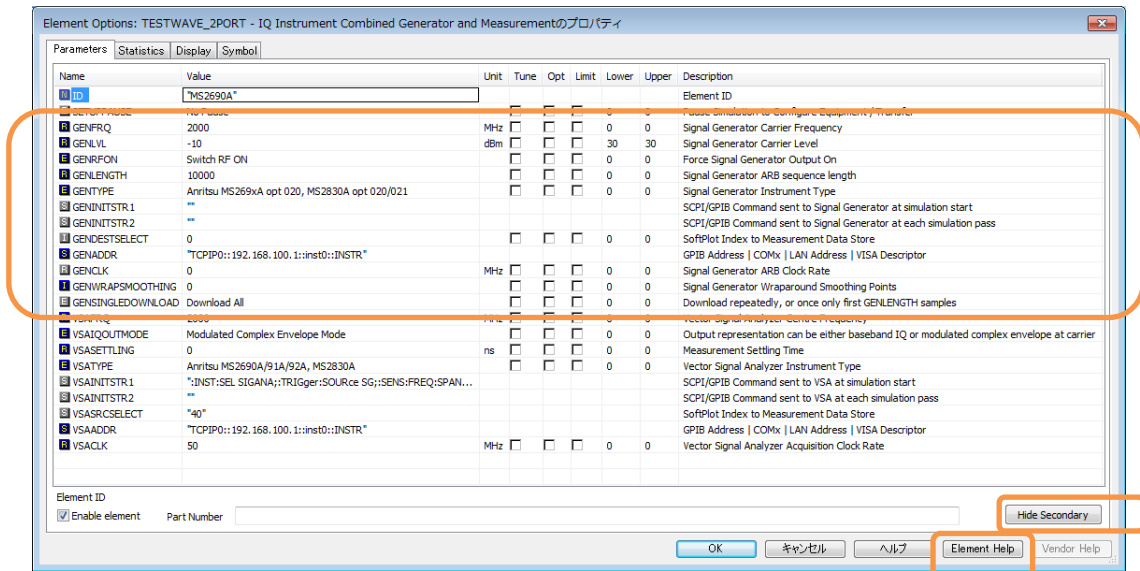 Element Options: TESTWAVE_2PORT - IQ Instrument Combined Generator and Measurementのプロパティ
Parameters Statistics Display Symbol
Name Value Unit Tune Opt Limit Lower Upper Description
N ID "MS2690A" Element ID
R GENFRQ 2000 MHz 0 0 Signal Generator Carrier Frequency
R GENLVL -10 dBm 30 30 Signal Generator Carrier Level
E GENRFON Switch RF ON 0 0 Force Signal Generator Output On
R GENLENGTH 10000 0 0 Signal Generator ARB sequence length
E GENTYPE Anritsu MS269xA opt 020, MS2830A opt 020/021 0 0 Signal Generator Instrument Type
S GENINITSTR1 "" SCPI/GPIB Command sent to Signal Generator at simulation start
S GENINITSTR2 "" SCPI/GPIB Command sent to Signal Generator at each simulation pass
I GENDESTSELECT 0 0 0 SoftPlot Index to Measurement Data Store
S GENADDR "TCPIP0::192.168.100.1::inst0::INSTR" GPIB Address | COMx | LAN Address | VISA Descriptor
R GENCLK 0 MHz 0 0 Signal Generator ARB Clock Rate
I GENWRAPSMOOTHING 0 0 0 Signal Generator Wraparound Smoothing Points
E GENSINGLEDOWNLOAD Download All 0 0 Download repeatedly, or once only first GENLENGTH samples
E VSAIQOUTMODE Modulated Complex Envelope Mode 0 0 Output representation can be either baseband IQ or modulated complex envelope at carrier
R VSASETTLING 0 ns 0 0 Measurement Settling Time
E VSATYPE Anritsu MS2690A/91A/92A, MS2830A 0 0 Vector Signal Analyzer Instrument Type
S VSAINITSTR1 ":INST:SEL SIGANA;:TRIGger:SOURce SG;:SENS:FREQ:SPAN... SCPI/GPIB Command sent to VSA at simulation start
S VSAINITSTR2 "" SCPI/GPIB Command sent to VSA at each simulation pass
S VSASRCSELECT "40" SoftPlot Index to Measurement Data Store
S VSAADDR "TCPIP0::192.168.100.1::inst0::INSTR" GPIB Address | COMx | LAN Address | VISA Descriptor
R VSACLK 50 MHz 0 0 Vector Signal Analyzer Acquisition Clock Rate
Element ID
Enable element Part Number Hide Secondary
OK キャンセル ヘルプ Element Help Vendor Help